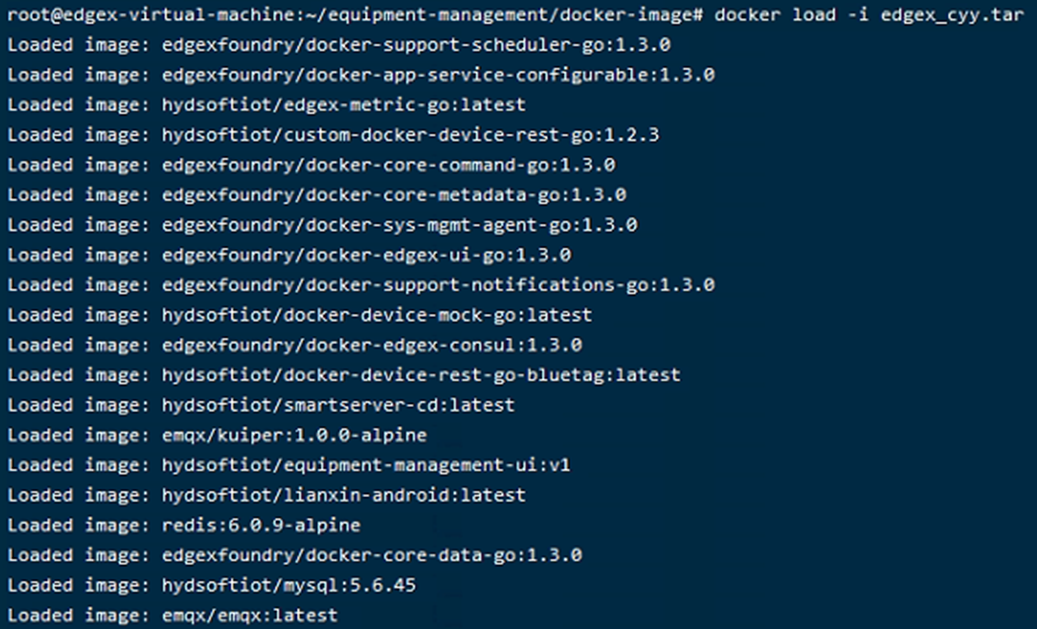 root@edgex-virtual-machine:~/equipment-management/docker-image# docker load -i edgex_cyy.tar
Loaded image: edgexfoundry/docker-support-scheduler-go:1.3.0
Loaded image: edgexfoundry/docker-app-service-configurable:1.3.0
Loaded image: hydsoftiot/edgex-metric-go:latest
Loaded image: hydsoftiot/custom-docker-device-rest-go:1.2.3
Loaded image: edgexfoundry/docker-core-command-go:1.3.0
Loaded image: edgexfoundry/docker-core-metadata-go:1.3.0
Loaded image: edgexfoundry/docker-sys-mgmt-agent-go:1.3.0
Loaded image: edgexfoundry/docker-edgex-ui-go:1.3.0
Loaded image: edgexfoundry/docker-support-notifications-go:1.3.0
Loaded image: hydsoftiot/docker-device-mock-go:latest
Loaded image: edgexfoundry/docker-edgex-consul:1.3.0
Loaded image: hydsoftiot/docker-device-rest-go-bluetag:latest
Loaded image: hydsoftiot/smartserver-cd:latest
Loaded image: emqx/kuiper:1.0.0-alpine
Loaded image: hydsoftiot/equipment-management-ui:v1
Loaded image: hydsoftiot/lianxin-android:latest
Loaded image: redis:6.0.9-alpine
Loaded image: edgexfoundry/docker-core-data-go:1.3.0
Loaded image: hydsoftiot/mysql:5.6.45
Loaded image: emqx/emqx:latest